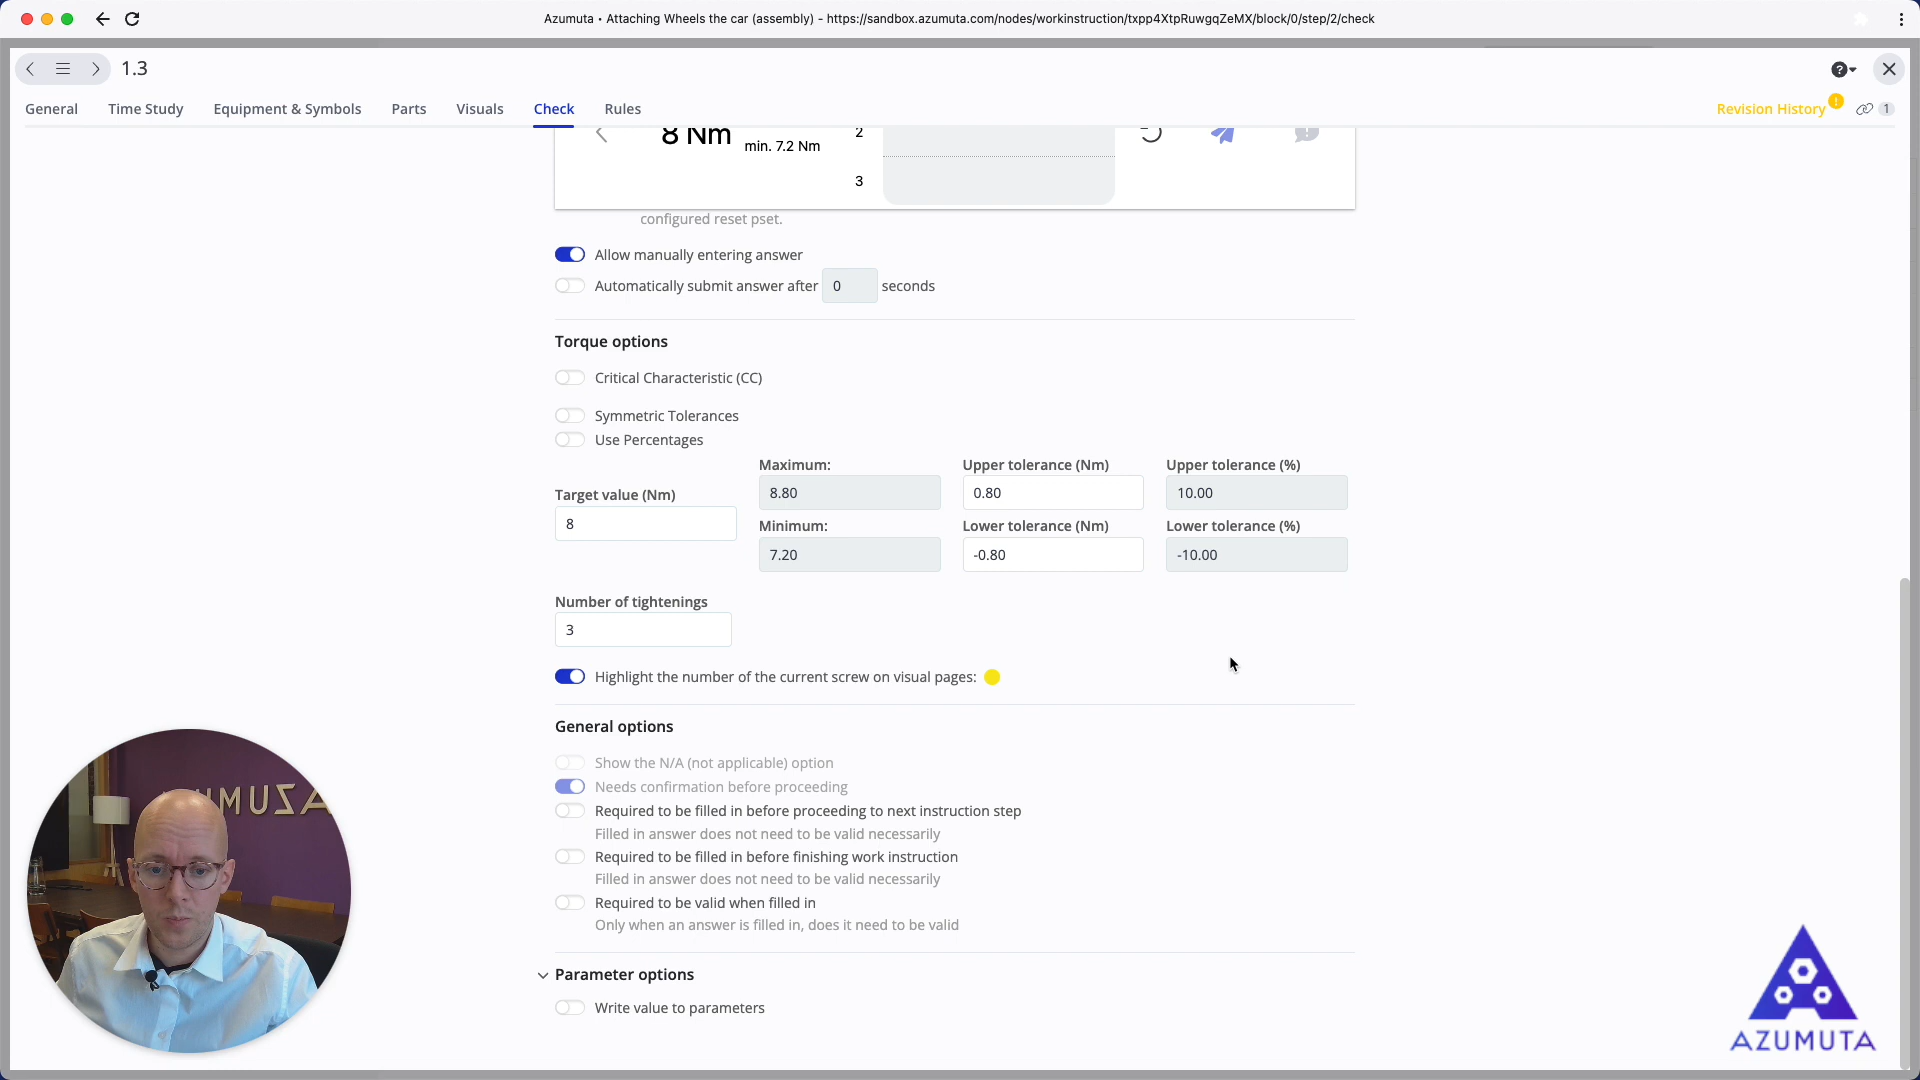 Azumuta • Attaching Wheels the car (assembly) - https://sandbox.azumuta.com/nodes/workinstruction/txpp4XtpRuwgqZeMX/block/0/step/2/check
1.3
General Time Study Equipment & Symbols Parts Visuals Check Rules
Revision History ! 1
8 Nm min. 7.2 Nm
2
3
configured reset pset.
Allow manually entering answer
Automatically submit answer after 0 seconds
Torque options
Critical Characteristic (CC)
Symmetric Tolerances
Use Percentages
Target value (Nm)
8
Maximum: Upper tolerance (Nm) Upper tolerance (%)
8.80 0.80 10.00
Minimum: Lower tolerance (Nm) Lower tolerance (%)
7.20 -0.80 -10.00
Number of tightenings
3
Highlight the number of the current screw on visual pages:
General options
Show the N/A (not applicable) option
Needs confirmation before proceeding
Required to be filled in before proceeding to next instruction step
Filled in answer does not need to be valid necessarily
Required to be filled in before finishing work instruction
Filled in answer does not need to be valid necessarily
Required to be valid when filled in
Only when an answer is filled in, does it need to be valid
Parameter options
Write value to parameters
AZUMUTA